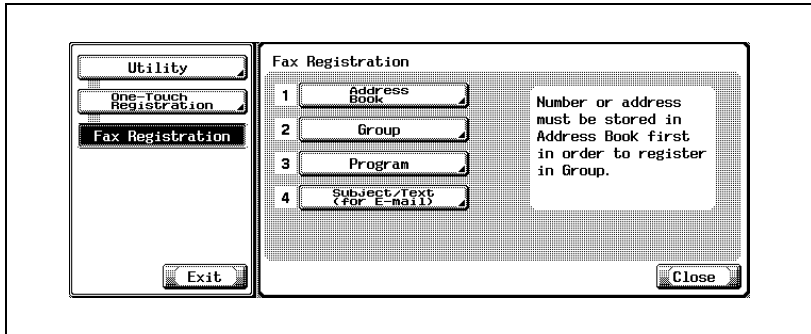 Utility
One-Touch
Registration
Fax Registration
Exit
Fax Registration
1 Address
Book
2 Group
3 Program
4 Subject/Text
(for E-mail)
Number or address
must be stored in
Address Book first
in order to register
in Group.
Close